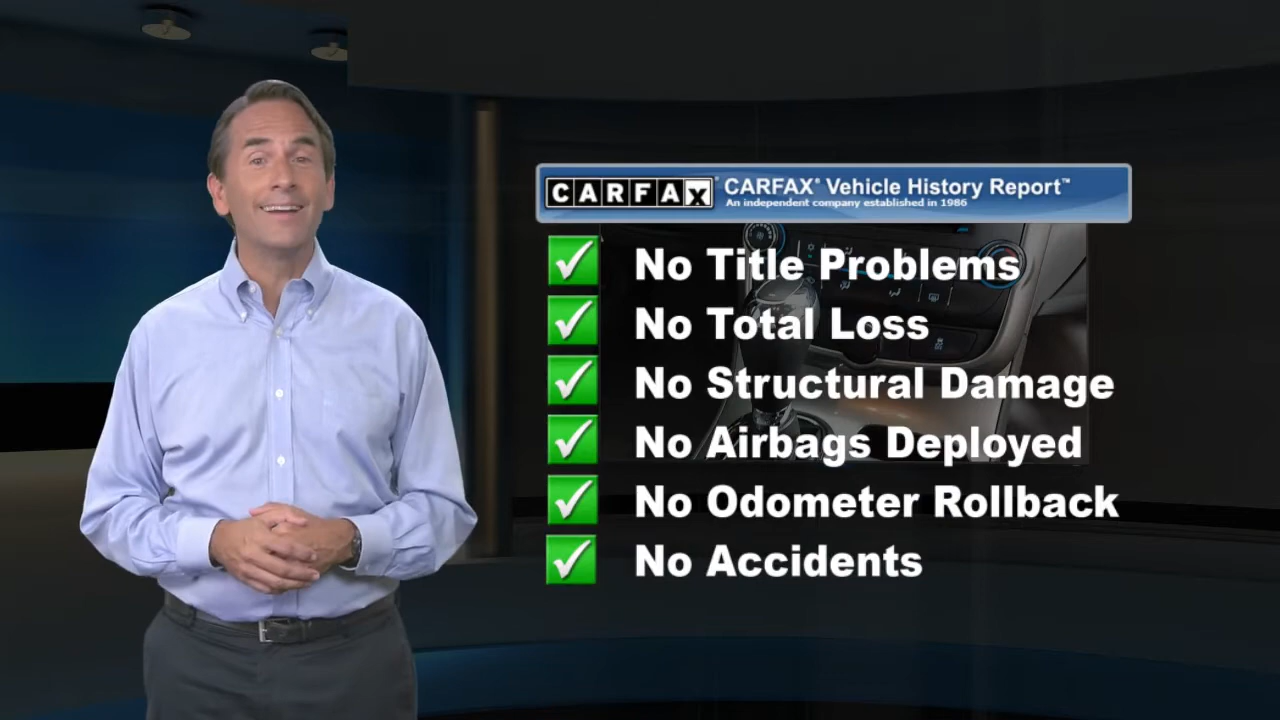 CARFAX® CARFAX® Vehicle History Report™
An independent company established in 1986
No Title Problems
No Total Loss
No Structural Damage
No Airbags Deployed
No Odometer Rollback
No Accidents